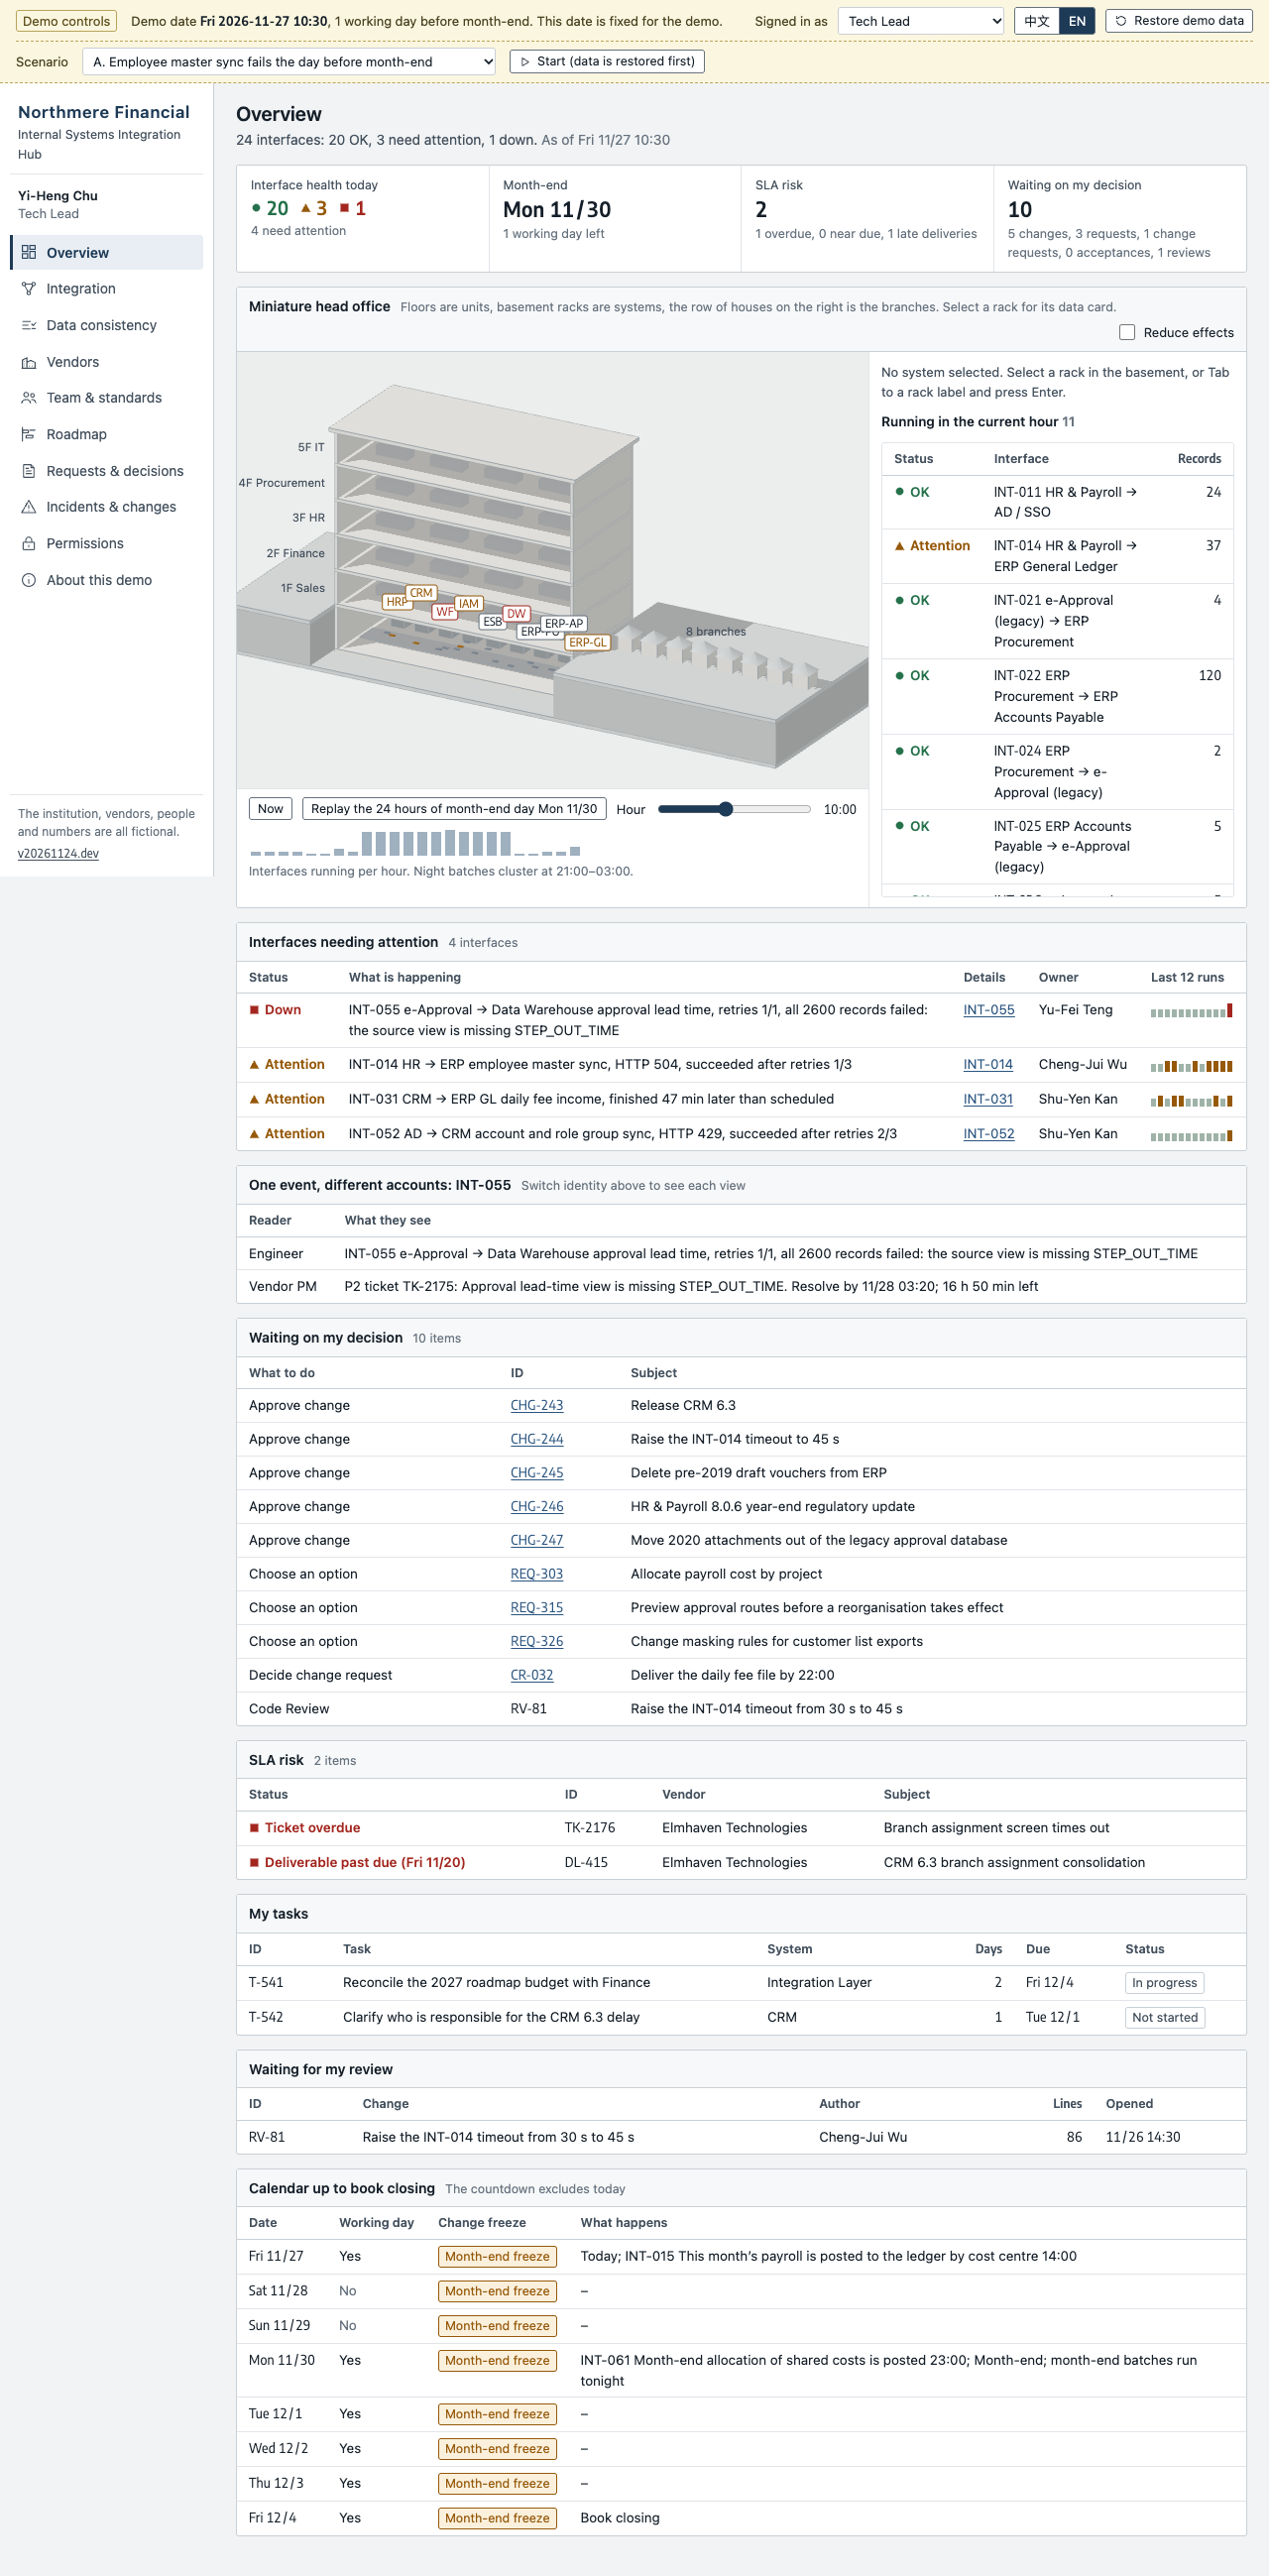 Demo controls Demo date Fri 2026-11-27 10:30, 1 working day before month-end. This date is fixed for the demo. Signed in as Tech Lead 中文 EN Restore demo data
Scenario A. Employee master sync fails the day before month-end Start (data is restored first)
Northmere Financial
Internal Systems Integration
Hub
Yi-Heng Chu
Tech Lead
Overview
Integration
Data consistency
Vendors
Team & standards
Roadmap
Requests & decisions
Incidents & changes
Permissions
About this demo
The institution, vendors, people
and numbers are all fictional.
v20261124.dev
Overview
24 interfaces: 20 OK, 3 need attention, 1 down. As of Fri 11/27 10:30
Interface health today
20 3 1
4 need attention
Month-end
Mon 11/30
1 working day left
SLA risk
2
1 overdue, 0 near due, 1 late deliveries
Waiting on my decision
10
5 changes, 3 requests, 1 change
requests, 0 acceptances, 1 reviews
Miniature head office Floors are units, basement racks are systems, the row of houses on the right is the branches. Select a rack for its data card.
Reduce effects
5F IT
4F Procurement
3F HR
2F Finance
1F Sales
HRP
CRM
WF
IAM
ESB
DW
ERP-AP
ERP-GL
8 branches
Now Replay the 24 hours of month-end day Mon 11/30 Hour 10:00
Interfaces running per hour. Night batches cluster at 21:00–03:00.
No system selected. Select a rack in the basement, or Tab
to a rack label and press Enter.
Running in the current hour 11
Status Interface Records
OK INT-011 HR & Payroll → 24
AD / SSO
Attention INT-014 HR & Payroll → 37
ERP General Ledger
OK INT-021 e-Approval 4
(legacy) → ERP
Procurement
OK INT-022 ERP 120
Procurement → ERP
Accounts Payable
OK INT-024 ERP 2
Procurement → e-
Approval (legacy)
OK INT-025 ERP Accounts 5
Payable → e-Approval
(legacy)
Interfaces needing attention 4 interfaces
Status What is happening Details Owner Last 12 runs
Down INT-055 e-Approval → Data Warehouse approval lead time, retries 1/1, all 2600 records failed: INT-055 Yu-Fei Teng
the source view is missing STEP_OUT_TIME
Attention INT-014 HR → ERP employee master sync, HTTP 504, succeeded after retries 1/3 INT-014 Cheng-Jui Wu
Attention INT-031 CRM → ERP GL daily fee income, finished 47 min later than scheduled INT-031 Shu-Yen Kan
Attention INT-052 AD → CRM account and role group sync, HTTP 429, succeeded after retries 2/3 INT-052 Shu-Yen Kan
One event, different accounts: INT-055 Switch identity above to see each view
Reader What they see
Engineer INT-055 e-Approval → Data Warehouse approval lead time, retries 1/1, all 2600 records failed: the source view is missing STEP_OUT_TIME
Vendor PM P2 ticket TK-2175: Approval lead-time view is missing STEP_OUT_TIME. Resolve by 11/28 03:20; 16 h 50 min left
Waiting on my decision 10 items
What to do ID Subject
Approve change CHG-243 Release CRM 6.3
Approve change CHG-244 Raise the INT-014 timeout to 45 s
Approve change CHG-245 Delete pre-2019 draft vouchers from ERP
Approve change CHG-246 HR & Payroll 8.0.6 year-end regulatory update
Approve change CHG-247 Move 2020 attachments out of the legacy approval database
Choose an option REQ-303 Allocate payroll cost by project
Choose an option REQ-315 Preview approval routes before a reorganisation takes effect
Choose an option REQ-326 Change masking rules for customer list exports
Decide change request CR-032 Deliver the daily fee file by 22:00
Code Review RV-81 Raise the INT-014 timeout from 30 s to 45 s
SLA risk 2 items
Status ID Vendor Subject
Ticket overdue TK-2176 Elmhaven Technologies Branch assignment screen times out
Deliverable past due (Fri 11/20) DL-415 Elmhaven Technologies CRM 6.3 branch assignment consolidation
My tasks
ID Task System Days Due Status
T-541 Reconcile the 2027 roadmap budget with Finance Integration Layer 2 Fri 12/4 In progress
T-542 Clarify who is responsible for the CRM 6.3 delay CRM 1 Tue 12/1 Not started
Waiting for my review
ID Change Author Lines Opened
RV-81 Raise the INT-014 timeout from 30 s to 45 s Cheng-Jui Wu 86 11/26 14:30
Calendar up to book closing The countdown excludes today
Date Working day Change freeze What happens
Fri 11/27 Yes Month-end freeze Today; INT-015 This month's payroll is posted to the ledger by cost centre 14:00
Sat 11/28 No Month-end freeze –
Sun 11/29 No Month-end freeze –
Mon 11/30 Yes Month-end freeze INT-061 Month-end allocation of shared costs is posted 23:00; Month-end; month-end batches run
tonight
Tue 12/1 Yes Month-end freeze –
Wed 12/2 Yes Month-end freeze –
Thu 12/3 Yes Month-end freeze –
Fri 12/4 Yes Month-end freeze Book closing